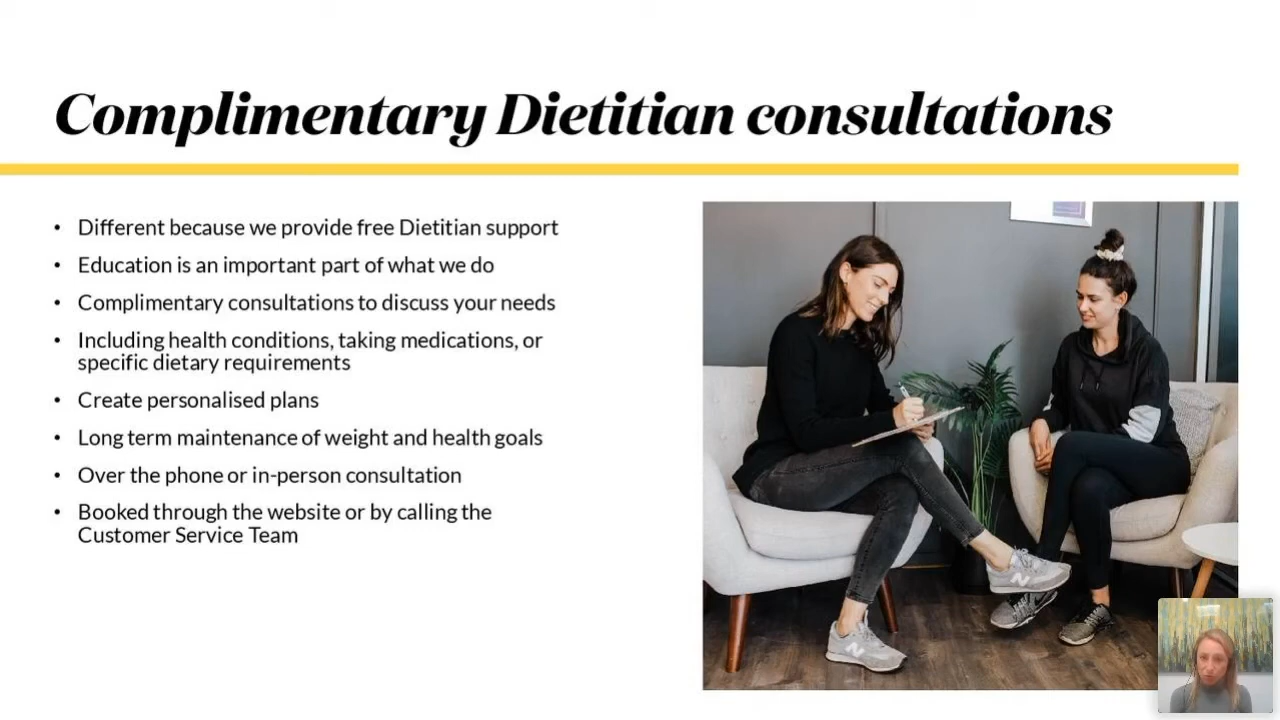 Complimentary Dietitian consultations
• Different because we provide free Dietitian support
• Education is an important part of what we do
• Complimentary consultations to discuss your needs
• Including health conditions, taking medications, or
specific dietary requirements
• Create personalised plans
• Long term maintenance of weight and health goals
• Over the phone or in-person consultation
• Booked through the website or by calling the
Customer Service Team
N
N